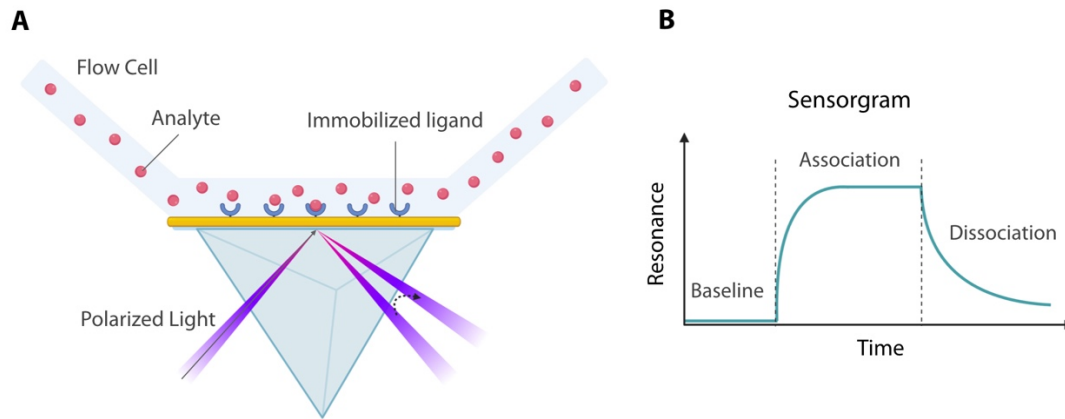 A
Flow Cell
Analyte
Immobilized ligand
Polarized Light
B
Sensorgram
Association
Dissociation
Baseline
Resonance
Time